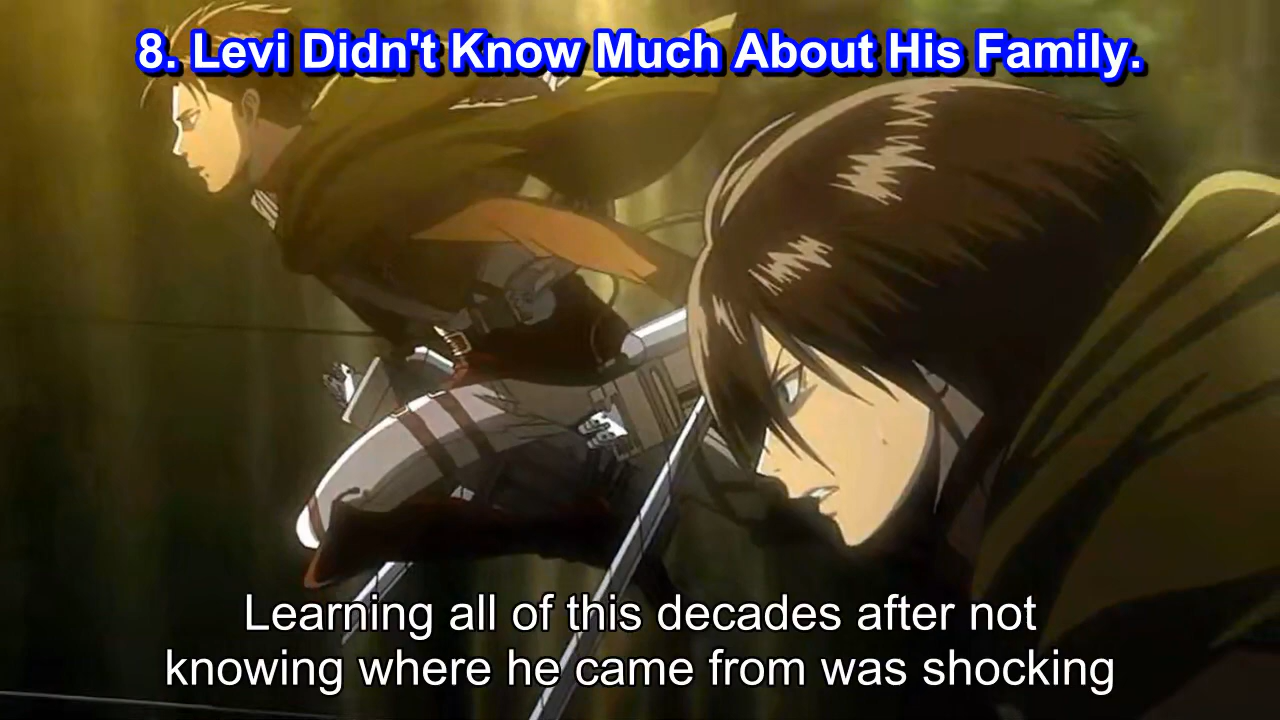 8. Levi Didn't Know Much About His Family.
Learning all of this decades after not
knowing where he came from was shocking